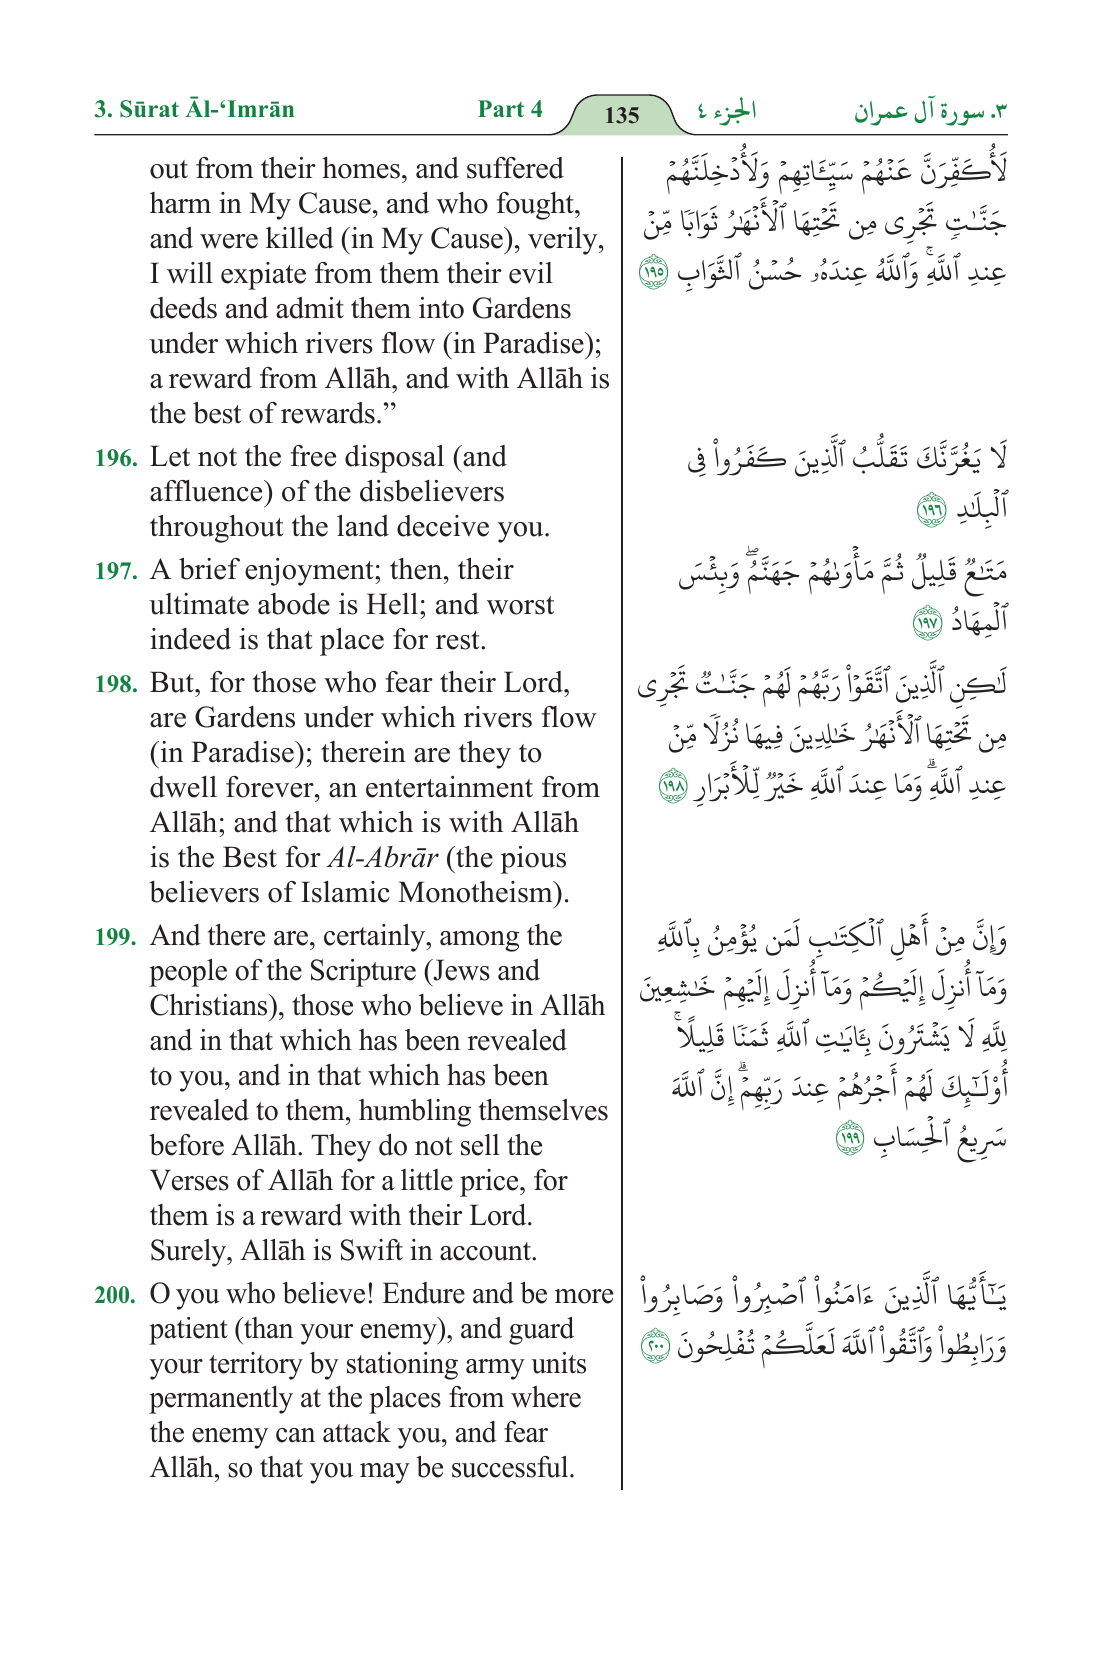 3. Sūrat Āl-‘Imrān
Part 4
135
الجزء ٤
٣. سورة آل عمران
out from their homes, and suffered
harm in My Cause, and who fought,
and were killed (in My Cause), verily,
I will expiate from them their evil
deeds and admit them into Gardens
under which rivers flow (in Paradise);
a reward from Allāh, and with Allāh is
the best of rewards.”
196. Let not the free disposal (and
affluence) of the disbelievers
throughout the land deceive you.
197. A brief enjoyment; then, their
ultimate abode is Hell; and worst
indeed is that place for rest.
198. But, for those who fear their Lord,
are Gardens under which rivers flow
(in Paradise); therein are they to
dwell forever, an entertainment from
Allāh; and that which is with Allāh
is the Best for Al-Abrār (the pious
believers of Islamic Monotheism).
199. And there are, certainly, among the
people of the Scripture (Jews and
Christians), those who believe in Allāh
and in that which has been revealed
to you, and in that which has been
revealed to them, humbling themselves
before Allāh. They do not sell the
Verses of Allāh for a little price, for
them is a reward with their Lord.
Surely, Allāh is Swift in account.
200. O you who believe! Endure and be more
patient (than your enemy), and guard
your territory by stationing army units
permanently at the places from where
the enemy can attack you, and fear
Allāh, so that you may be successful.
لَأُكَفِّرَنَّ عَنْهُمْ سَيِّـَٔاتِهِمْ وَلَأُدْخِلَنَّهُمْ
جَنَّـٰتٍ تَجْرِى مِن تَحْتِهَا ٱلْأَنْهَـٰرُ ثَوَابًا مِّنْ
عِندِ ٱللَّهِ ۚ وَٱللَّهُ عِندَهُۥ حُسْنُ ٱلثَّوَابِ ١٩٥
لَا يَغُرَّنَّكَ تَقَلُّبُ ٱلَّذِينَ كَفَرُوا۟ فِى
ٱلْبِلَـٰدِ ١٩٦
مَتَـٰعٌ قَلِيلٌ ثُمَّ مَأْوَىٰهُمْ جَهَنَّمُ ۖ وَبِئْسَ
ٱلْمِهَادُ ١٩٧
لَـٰكِنِ ٱلَّذِينَ ٱتَّقَوْا۟ رَبَّهُمْ لَهُمْ جَنَّـٰتٌ تَجْرِى
مِن تَحْتِهَا ٱلْأَنْهَـٰرُ خَـٰلِدِينَ فِيهَا نُزُلًا مِّنْ
عِندِ ٱللَّهِ ۗ وَمَا عِندَ ٱللَّهِ خَيْرٌ لِّلْأَبْرَارِ ١٩٨
وَإِنَّ مِنْ أَهْلِ ٱلْكِتَـٰبِ لَمَن يُؤْمِنُ بِٱللَّهِ
وَمَآ أُنزِلَ إِلَيْكُمْ وَمَآ أُنزِلَ إِلَيْهِمْ خَـٰشِعِينَ
لِلَّهِ لَا يَشْتَرُونَ بِـَٔايَـٰتِ ٱللَّهِ ثَمَنًا قَلِيلًا ۚ
أُو۟لَـٰٓئِكَ لَهُمْ أَجْرُهُمْ عِندَ رَبِّهِمْ ۗ إِنَّ ٱللَّهَ
سَرِيعُ ٱلْحِسَابِ ١٩٩
يَـٰٓأَيُّهَا ٱلَّذِينَ ءَامَنُوا۟ ٱصْبِرُوا۟ وَصَابِرُوا۟
وَرَابِطُوا۟ وَٱتَّقُوا۟ ٱللَّهَ لَعَلَّكُمْ تُفْلِحُونَ ٢٠٠